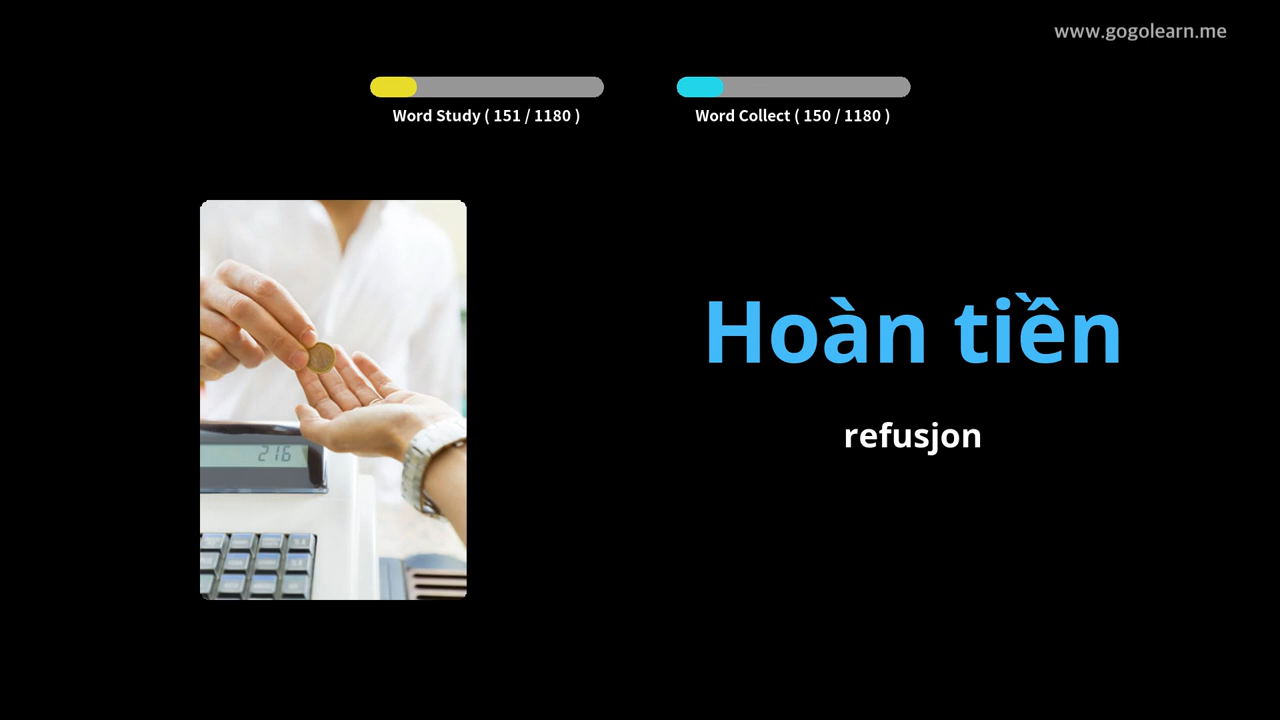 www.gogolearn.me
Word Study ( 151 / 1180 )
Word Collect ( 150 / 1180 )
Hoàn tiền
refusjon
216